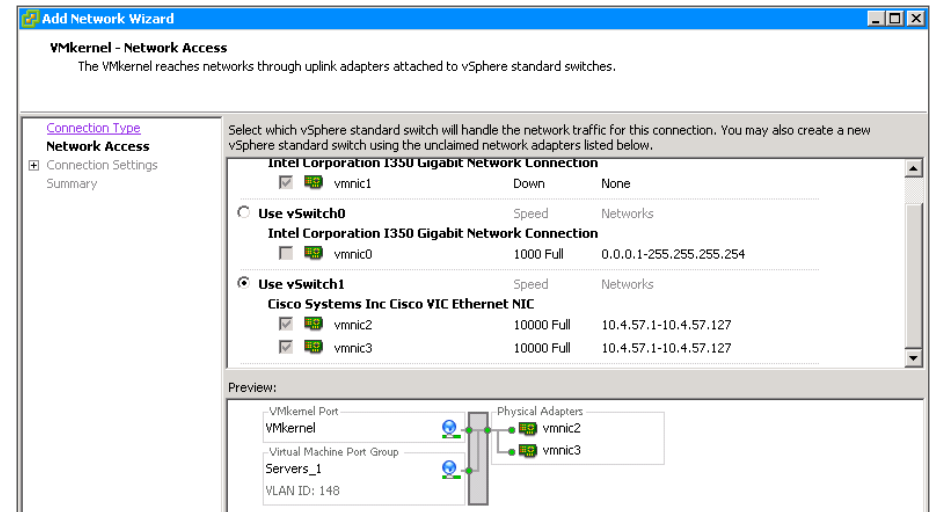 Add Network Wizard
VMkernel - Network Access
The VMkernel reaches networks through uplink adapters attached to vSphere standard switches.
Connection Type
Network Access
Connection Settings
Summary
Select which vSphere standard switch will handle the network traffic for this connection. You may also create a new
vSphere standard switch using the unclaimed network adapters listed below.
Intel Corporation I350 Gigabit Network Connection
vmnic1 Down None
Use vSwitch0 Speed Networks
Intel Corporation I350 Gigabit Network Connection
vmnic0 1000 Full 0.0.0.1-255.255.255.254
Use vSwitch1 Speed Networks
Cisco Systems Inc Cisco VIC Ethernet NIC
vmnic2 10000 Full 10.4.57.1-10.4.57.127
vmnic3 10000 Full 10.4.57.1-10.4.57.127
Preview:
VMkernel Port
VMkernel
Virtual Machine Port Group
Servers_1
VLAN ID: 148
Physical Adapters
vmnic2
vmnic3